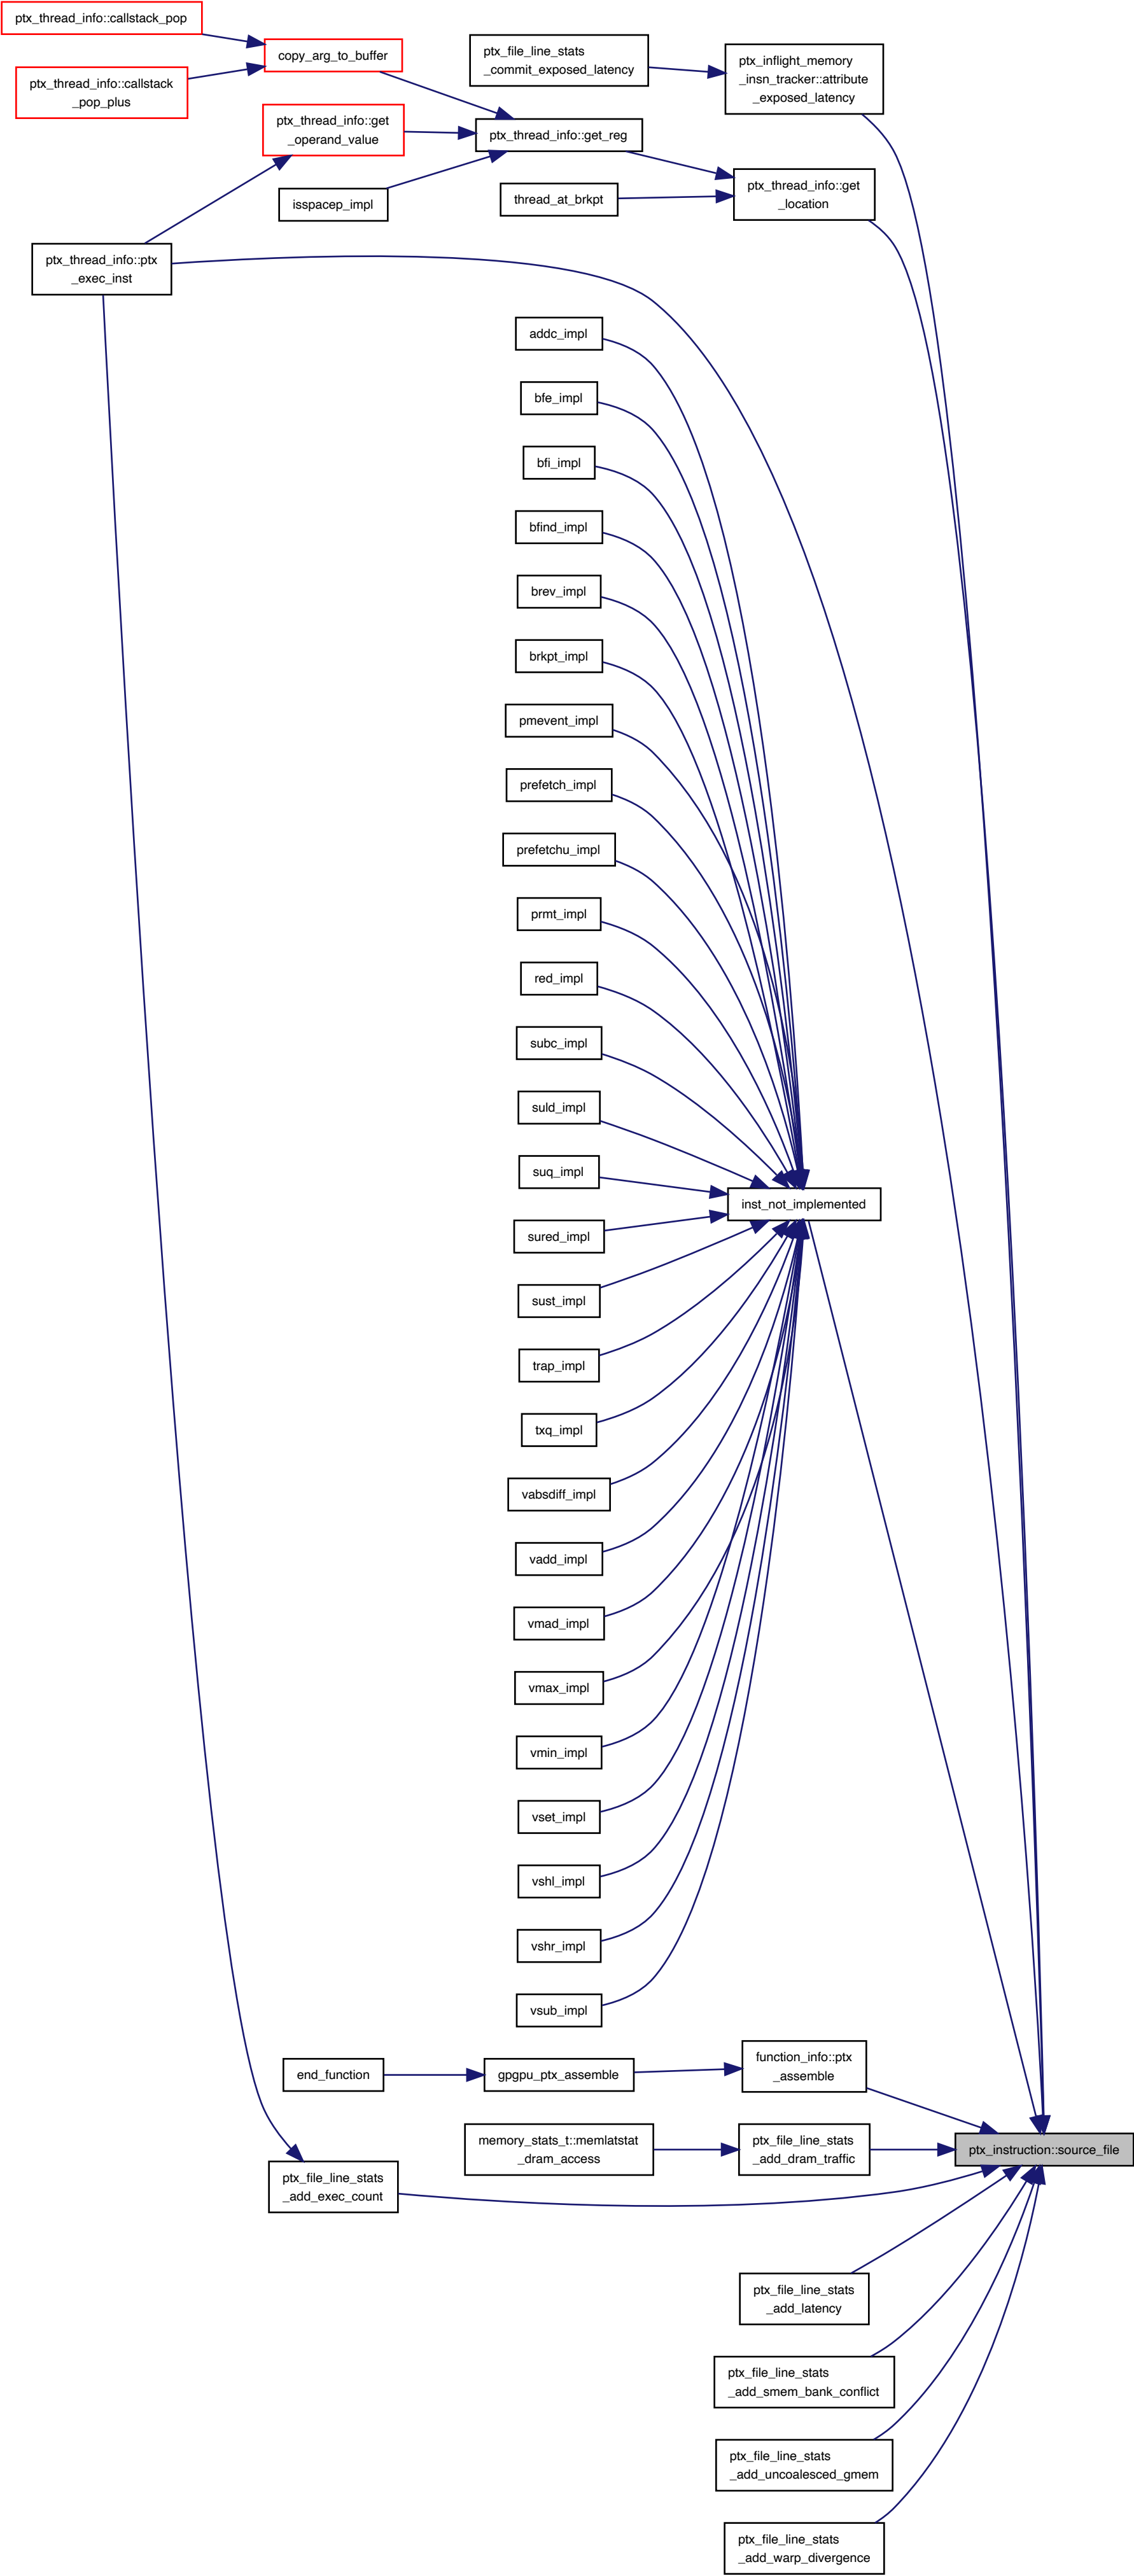 ptx_thread_info::callstack_pop
ptx_thread_info::callstack
_pop_plus
copy_arg_to_buffer
ptx_file_line_stats
_commit_exposed_latency
ptx_inflight_memory
_insn_tracker::attribute
_exposed_latency
ptx_thread_info::get
_operand_value
ptx_thread_info::get_reg
isspacep_impl
thread_at_brkpt
ptx_thread_info::get
_location
ptx_thread_info::ptx
_exec_inst
addc_impl
bfe_impl
bfi_impl
bfind_impl
brev_impl
brkpt_impl
pmevent_impl
prefetch_impl
prefetchu_impl
prmt_impl
red_impl
subc_impl
suld_impl
suq_impl
inst_not_implemented
sured_impl
sust_impl
trap_impl
txq_impl
vabsdiff_impl
vadd_impl
vmad_impl
vmax_impl
vmin_impl
vset_impl
vshl_impl
vshr_impl
vsub_impl
end_function
gpgpu_ptx_assemble
function_info::ptx
_assemble
memory_stats_t::memlatstat
_dram_access
ptx_file_line_stats
_add_dram_traffic
ptx_instruction::source_file
ptx_file_line_stats
_add_exec_count
ptx_file_line_stats
_add_latency
ptx_file_line_stats
_add_smem_bank_conflict
ptx_file_line_stats
_add_uncoalesced_gmem
ptx_file_line_stats
_add_warp_divergence